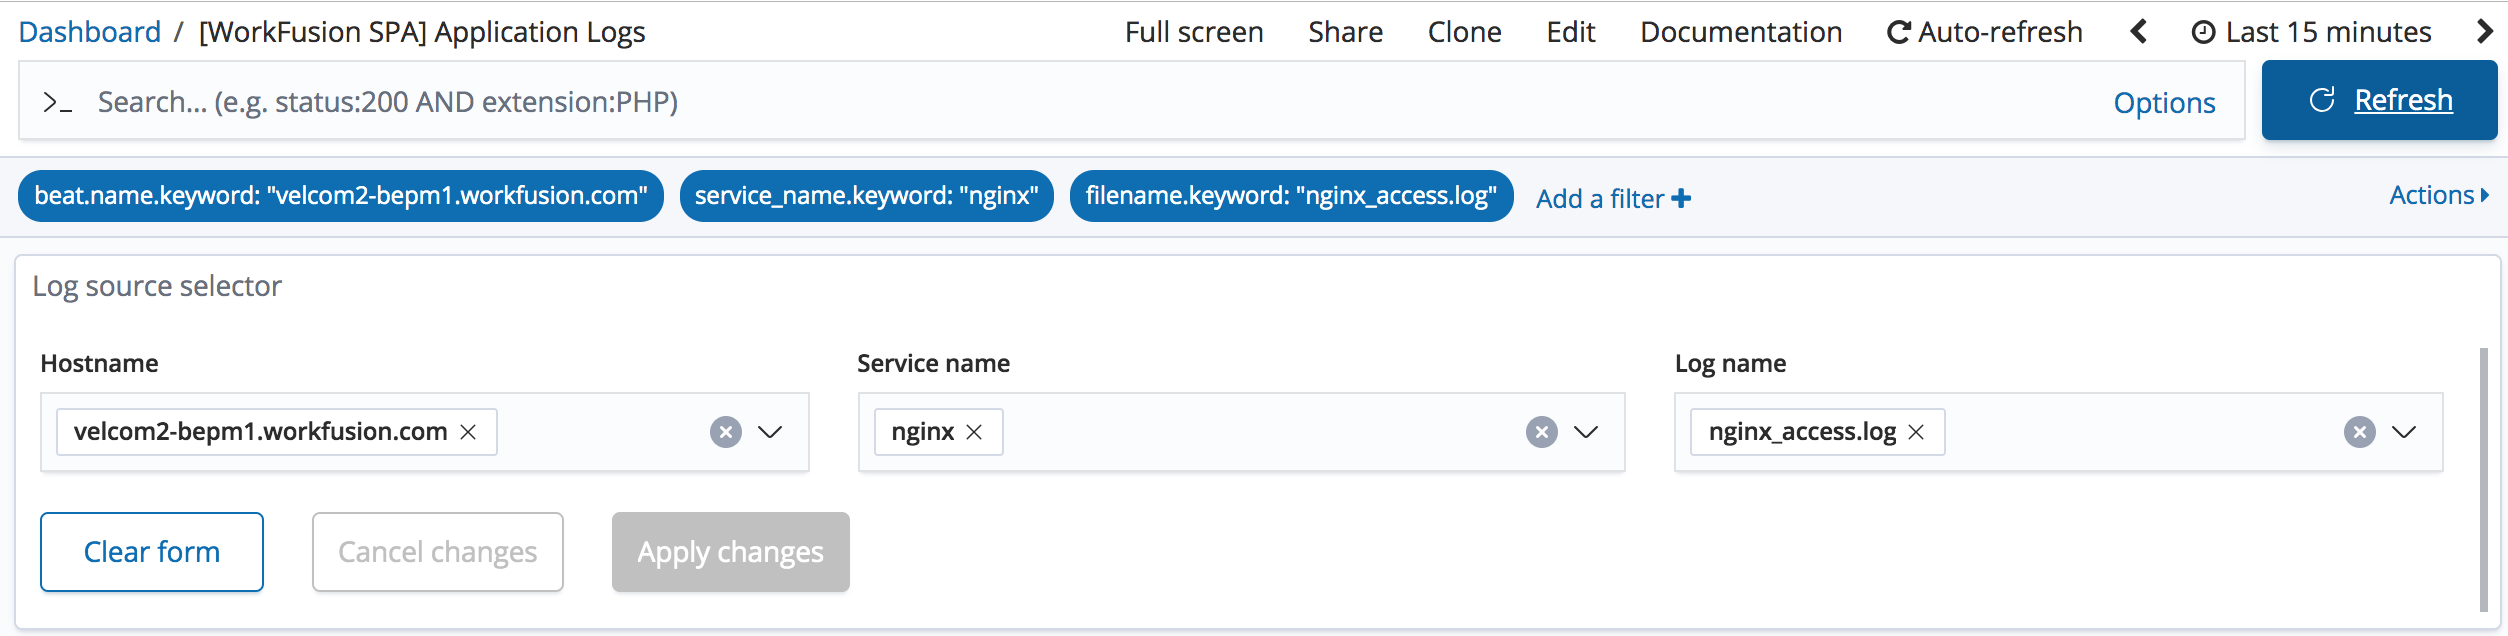 Dashboard / [WorkFusion SPA] Application Logs Full screen Share Clone Edit Documentation Auto-refresh Last 15 minutes
>_ Search... (e.g. status:200 AND extension:PHP) Options Refresh
beat.name.keyword: "velcom2-bepm1.workfusion.com" service_name.keyword: "nginx" filename.keyword: "nginx_access.log" Add a filter + Actions
Log source selector
Hostname Service name Log name
velcom2-bepm1.workfusion.com nginx nginx_access.log
Clear form Cancel changes Apply changes